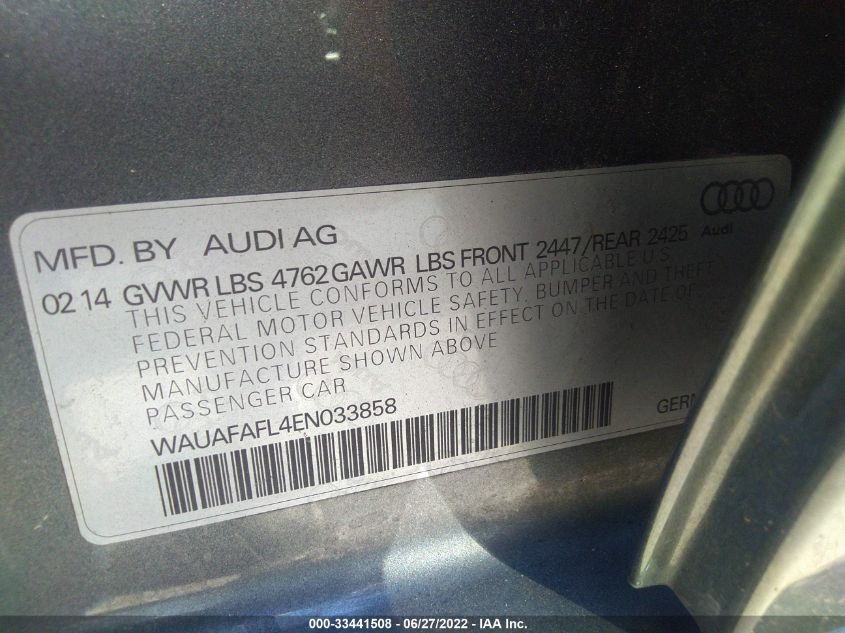 MFD. BY AUDI AG
Audi
02 14 GVWR LBS 4762 GAWR LBS FRONT 2447/REAR 2425
THIS VEHICLE CONFORMS TO ALL APPLICABLE U.S.
FEDERAL MOTOR VEHICLE SAFETY, BUMPER AND THEFT
PREVENTION STANDARDS IN EFFECT ON THE DATE OF
MANUFACTURE SHOWN ABOVE
PASSENGER CAR
WAUAFAFL4EN033858
GERM
000-33441508 / 06/27/2022 - IAA Inc.